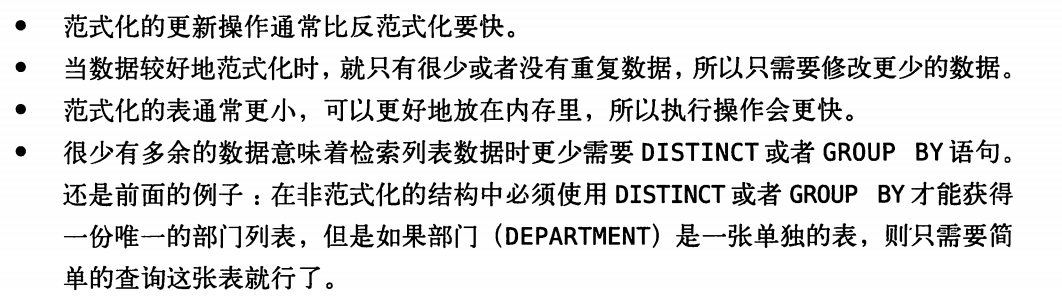 • 范式化的更新操作通常比反范式化要快。
• 当数据较好地范式化时，就只有很少或者没有重复数据，所以只需要修改更少的数据。
• 范式化的表通常更小，可以更好地放在内存里，所以执行操作会更快。
• 很少有多余的数据意味着检索列表数据时更少需要 DISTINCT 或者 GROUP BY 语句。
还是前面的例子：在非范式化的结构中必须使用 DISTINCT 或者 GROUP BY 才能获得
一份唯一的部门列表，但是如果部门（DEPARTMENT）是一张单独的表，则只需要简
单的查询这张表就行了。